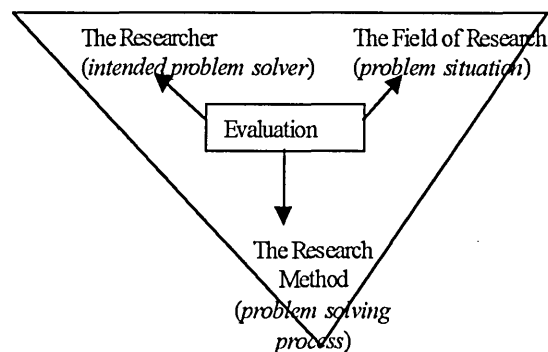 The Researcher
(intended problem solver)
The Field of Research
(problem situation)
Evaluation
The Research
Method
(problem solving
process)